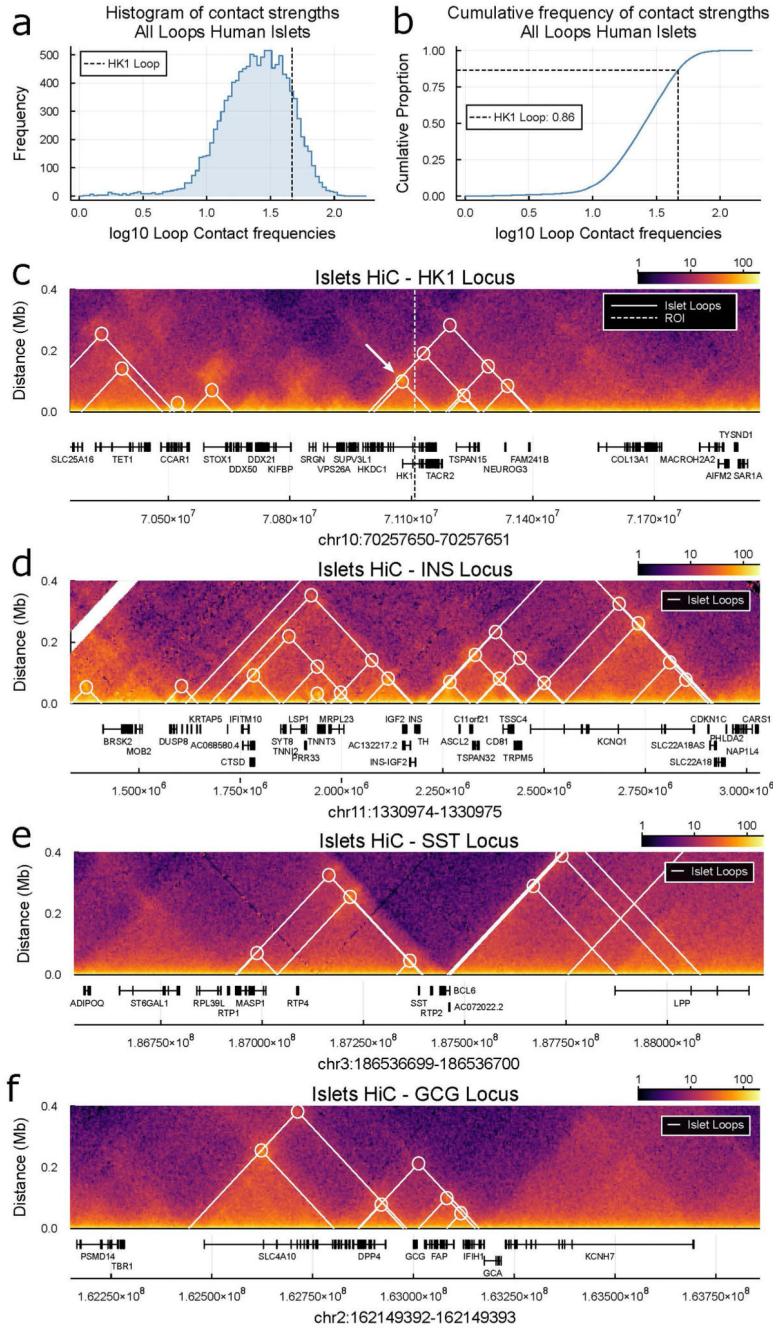 a
Histogram of contact strengths
All Loops Human Islets
500
400
300
200
100
0
Frequency
HK1 Loop
0.0 0.5 1.0 1.5 2.0
log10 Loop Contact frequencies
b
Cumulative frequency of contact strengths
All Loops Human Islets
1.00
0.75
0.50
0.25
0.00
Cumlative Proprtion
HK1 Loop: 0.86
0.0 0.5 1.0 1.5 2.0
log10 Loop Contact frequencies
c
Islets HiC - HK1 Locus
1 10 100
Distance (Mb)
0.4
0.2
0.0
Islet Loops
ROI
TYSND1
SLC25A16 TET1 CCAR1 STOX1 DDX21 SRGN SUPV3L1 TSPAN15 FAM241B COL13A1 MACROH2A2
DDX50 KIFBP VPS26A HKDC1 NEUROG3
HK1 TACR2 AIFM2 SAR1A
7.050×10⁷ 7.080×10⁷ 7.110×10⁷ 7.140×10⁷ 7.170×10⁷
chr10:70257650-70257651
d
Islets HiC - INS Locus
1 10 100
Distance (Mb)
0.4
0.2
0.0
Islet Loops
KRTAP5 IFITM10 LSP1 MRPL23 IGF2 INS C11orf21 TSSC4 CDKN1C CARS1
BRSK2 DUSP8 SYT8 TNNT3 TH ASCL2 CD81 KCNQ1 PHLDA2
MOB2 AC068580.4 TNNI2 AC132217.2 TSPAN32 TRPM5 SLC22A18AS NAP1L4
CTSD PRR33 INS-IGF2 SLC22A18
1.500×10⁶ 1.750×10⁶ 2.000×10⁶ 2.250×10⁶ 2.500×10⁶ 2.750×10⁶ 3.000×10⁶
chr11:1330974-1330975
e
Islets HiC - SST Locus
1 10 100
Distance (Mb)
0.4
0.2
0.0
Islet Loops
ADIPOQ ST6GAL1 RPL39L MASP1 RTP4 SST BCL6 LPP
RTP1 RTP2 AC072022.2
1.86750×10⁸ 1.87000×10⁸ 1.87250×10⁸ 1.87500×10⁸ 1.87750×10⁸ 1.88000×10⁸
chr3:186536699-186536700
f
Islets HiC - GCG Locus
1 10 100
Distance (Mb)
0.4
0.2
0.0
Islet Loops
PSMD14 SLC4A10 DPP4 GCG FAP IFIH1 KCNH7
TBR1 GCA
1.62250×10⁸ 1.62500×10⁸ 1.62750×10⁸ 1.63000×10⁸ 1.63250×10⁸ 1.63500×10⁸ 1.63750×10⁸
chr2:162149392-162149393